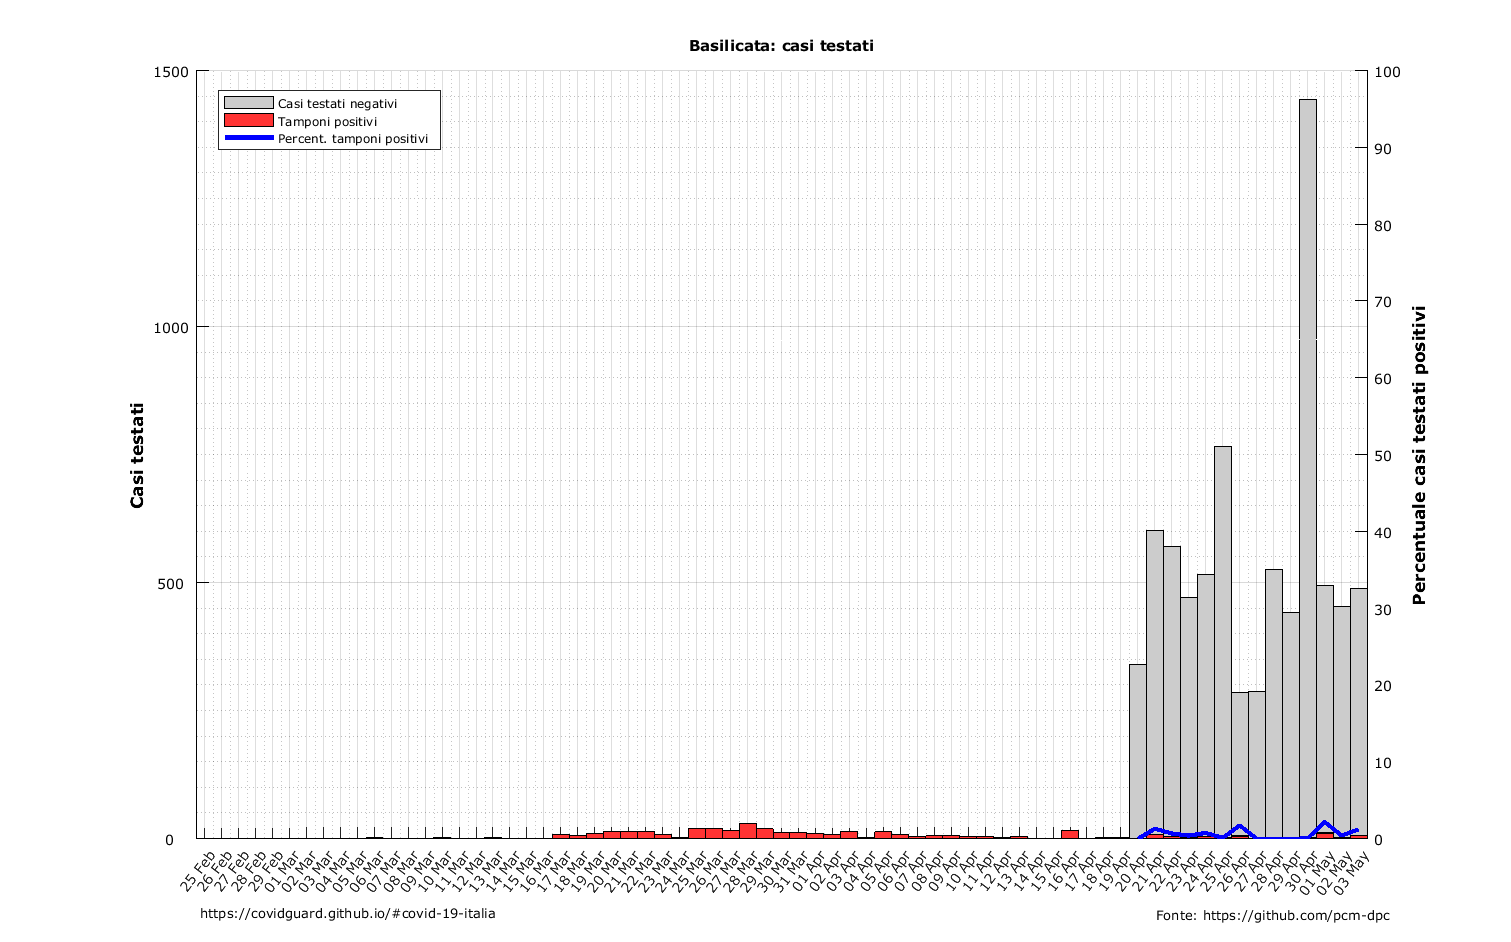 Basilicata: casi testati
1500
1000
500
0
Casi testati
Casi testati negativi
Tamponi positivi
Percent. tamponi positivi
100
90
80
70
60
50
40
30
20
10
0
Percentuale casi testati positivi
25 Feb
26 Feb
27 Feb
28 Feb
29 Feb
01 Mar
02 Mar
03 Mar
04 Mar
05 Mar
06 Mar
07 Mar
08 Mar
09 Mar
10 Mar
11 Mar
12 Mar
13 Mar
14 Mar
15 Mar
16 Mar
17 Mar
18 Mar
19 Mar
20 Mar
21 Mar
22 Mar
23 Mar
24 Mar
25 Mar
26 Mar
27 Mar
28 Mar
29 Mar
30 Mar
31 Mar
01 Apr
02 Apr
03 Apr
04 Apr
05 Apr
06 Apr
07 Apr
08 Apr
09 Apr
10 Apr
11 Apr
12 Apr
13 Apr
14 Apr
15 Apr
16 Apr
17 Apr
18 Apr
19 Apr
20 Apr
21 Apr
22 Apr
23 Apr
24 Apr
25 Apr
26 Apr
27 Apr
28 Apr
29 Apr
30 Apr
01 May
02 May
03 May
https://covidguard.github.io/#covid-19-italia
Fonte: https://github.com/pcm-dpc